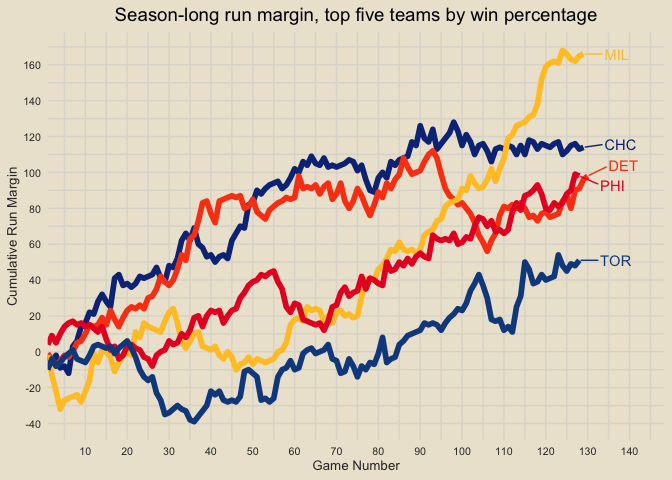 Season-long run margin, top five teams by win percentage
160
140
120
100
80
60
40
20
0
-20
-40
Cumulative Run Margin
MIL
CHC
DET
PHI
TOR
10 20 30 40 50 60 70 80 90 100 110 120 130 140
Game Number